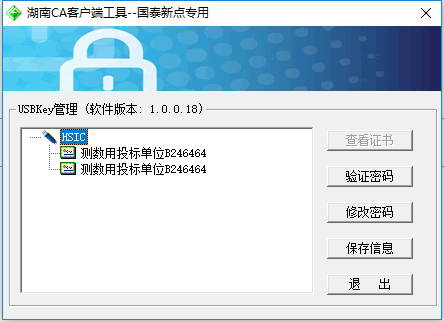 湖南CA客户端工具--国泰新点专用
USBKey管理 (软件版本: 1.0.0.18)
HSIC
测数用投标单位B246464
测数用投标单位B246464
查看证书
验证密码
修改密码
保存信息
退 出